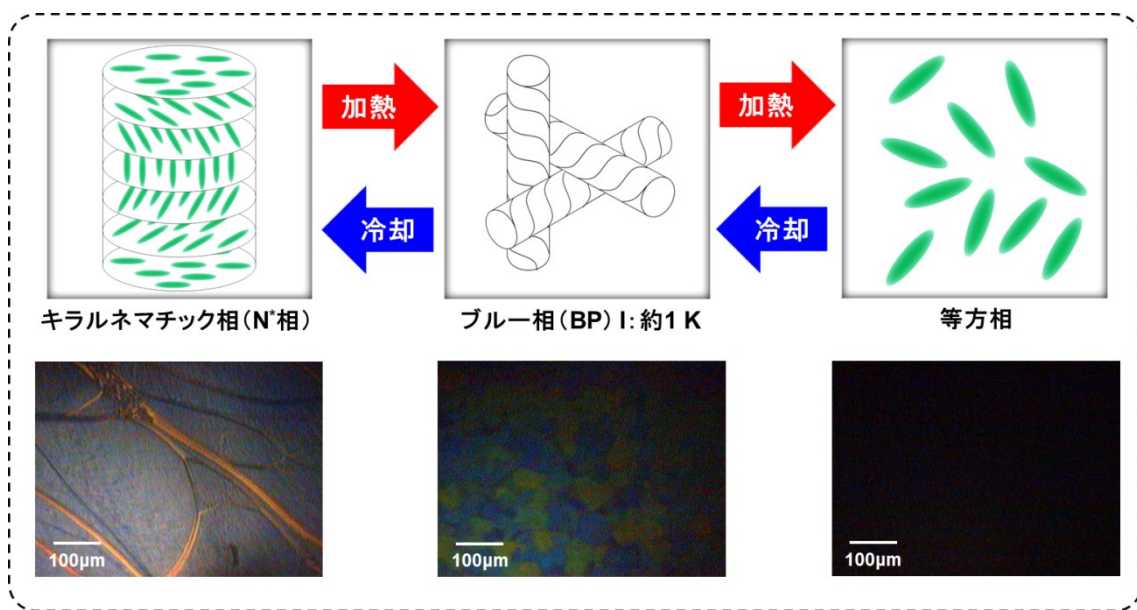 加熱
加熱
冷却
冷却
キラルネマチック相(N*相)
ブルー相(BP) I: 約1 K
等方相
100μm
100μm
100μm